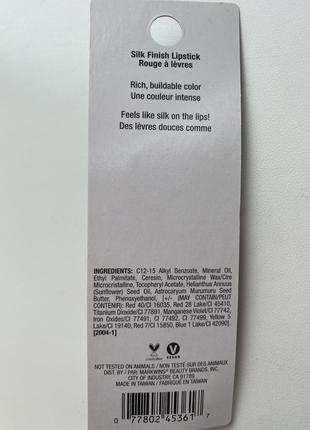 Silk Finish Lipstick
Rouge à lèvres
Rich, buildable color
Une couleur intense
Feels like silk on the lips!
Des lèvres douces comme
INGREDIENTS: C12-15 Alkyl Benzoate, Mineral Oil,
Ethyl Palmitate, Ceresin, Microcrystalline Wax/Cire
Microcristalline, Tocopheryl Acetate, Helianthus Annuus
(Sunflower) Seed Oil, Astrocaryum Murumuru Seed
Butter, Phenoxyethanol, [+/- (MAY CONTAIN/PEUT
CONTENIR): Red 40/CI 16035, Red 28 Lake/CI 45410,
Titanium Dioxide/CI 77891, Manganese Violet/CI 77742,
Iron Oxides/CI 77491, CI 77492, CI 77499, Yellow 5
Lake/CI 19140, Red 7/CI 15850, Blue 1 Lake/CI 42090].
[2004-1]
cruelty free
VEGAN
NOT TESTED ON ANIMALS / NON TESTÉ SUR DES ANIMAUX
DIST. BY / PAR. MARKWINS® BEAUTY BRANDS, INC.
CITY OF INDUSTRY, CA 91789
MADE IN TAIWAN / FABRIQUÉ EN TAÏWAN
0 77802 45361 7